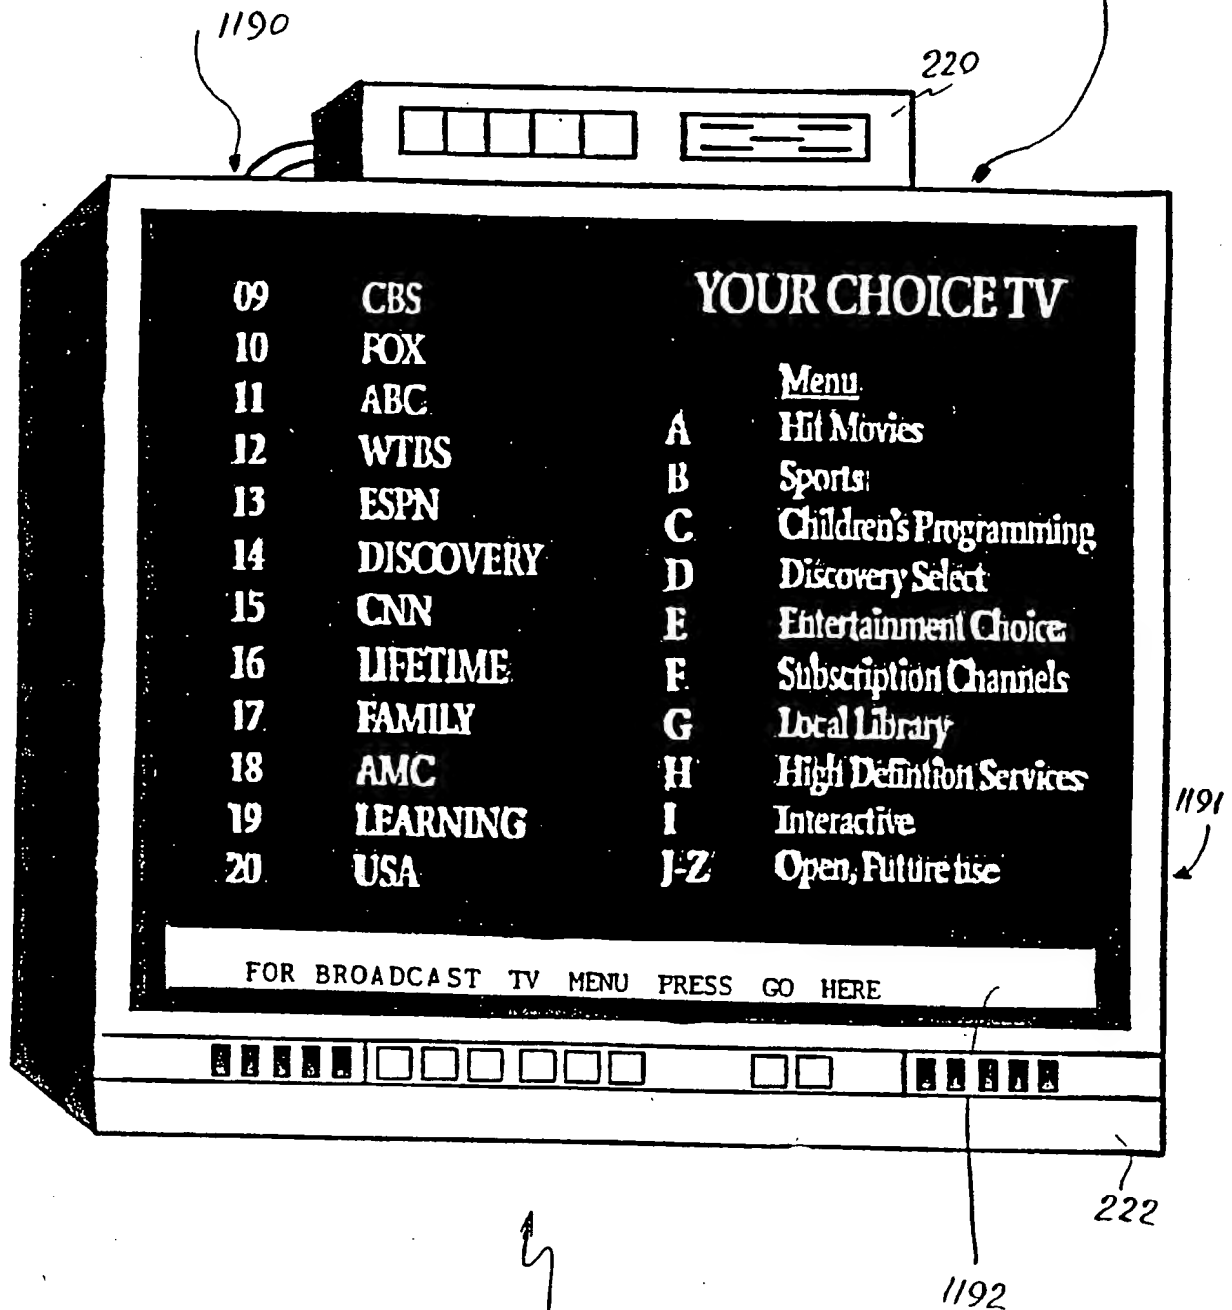 1190
220
09 CBS
10 FOX
11 ABC
12 WTBS
13 ESPN
14 DISCOVERY
15 CNN
16 LIFETIME
17 FAMILY
18 AMC
19 LEARNING
20 USA
YOUR CHOICE TV
Menu
A Hit Movies
B Sports
C Children's Programming
D Discovery Select
E Entertainment Choice
F Subscription Channels
G Local Library
H High Defintion Services
I Interactive
J-Z Open, Future use
1191
FOR BROADCAST TV MENU PRESS GO HERE
222
1192